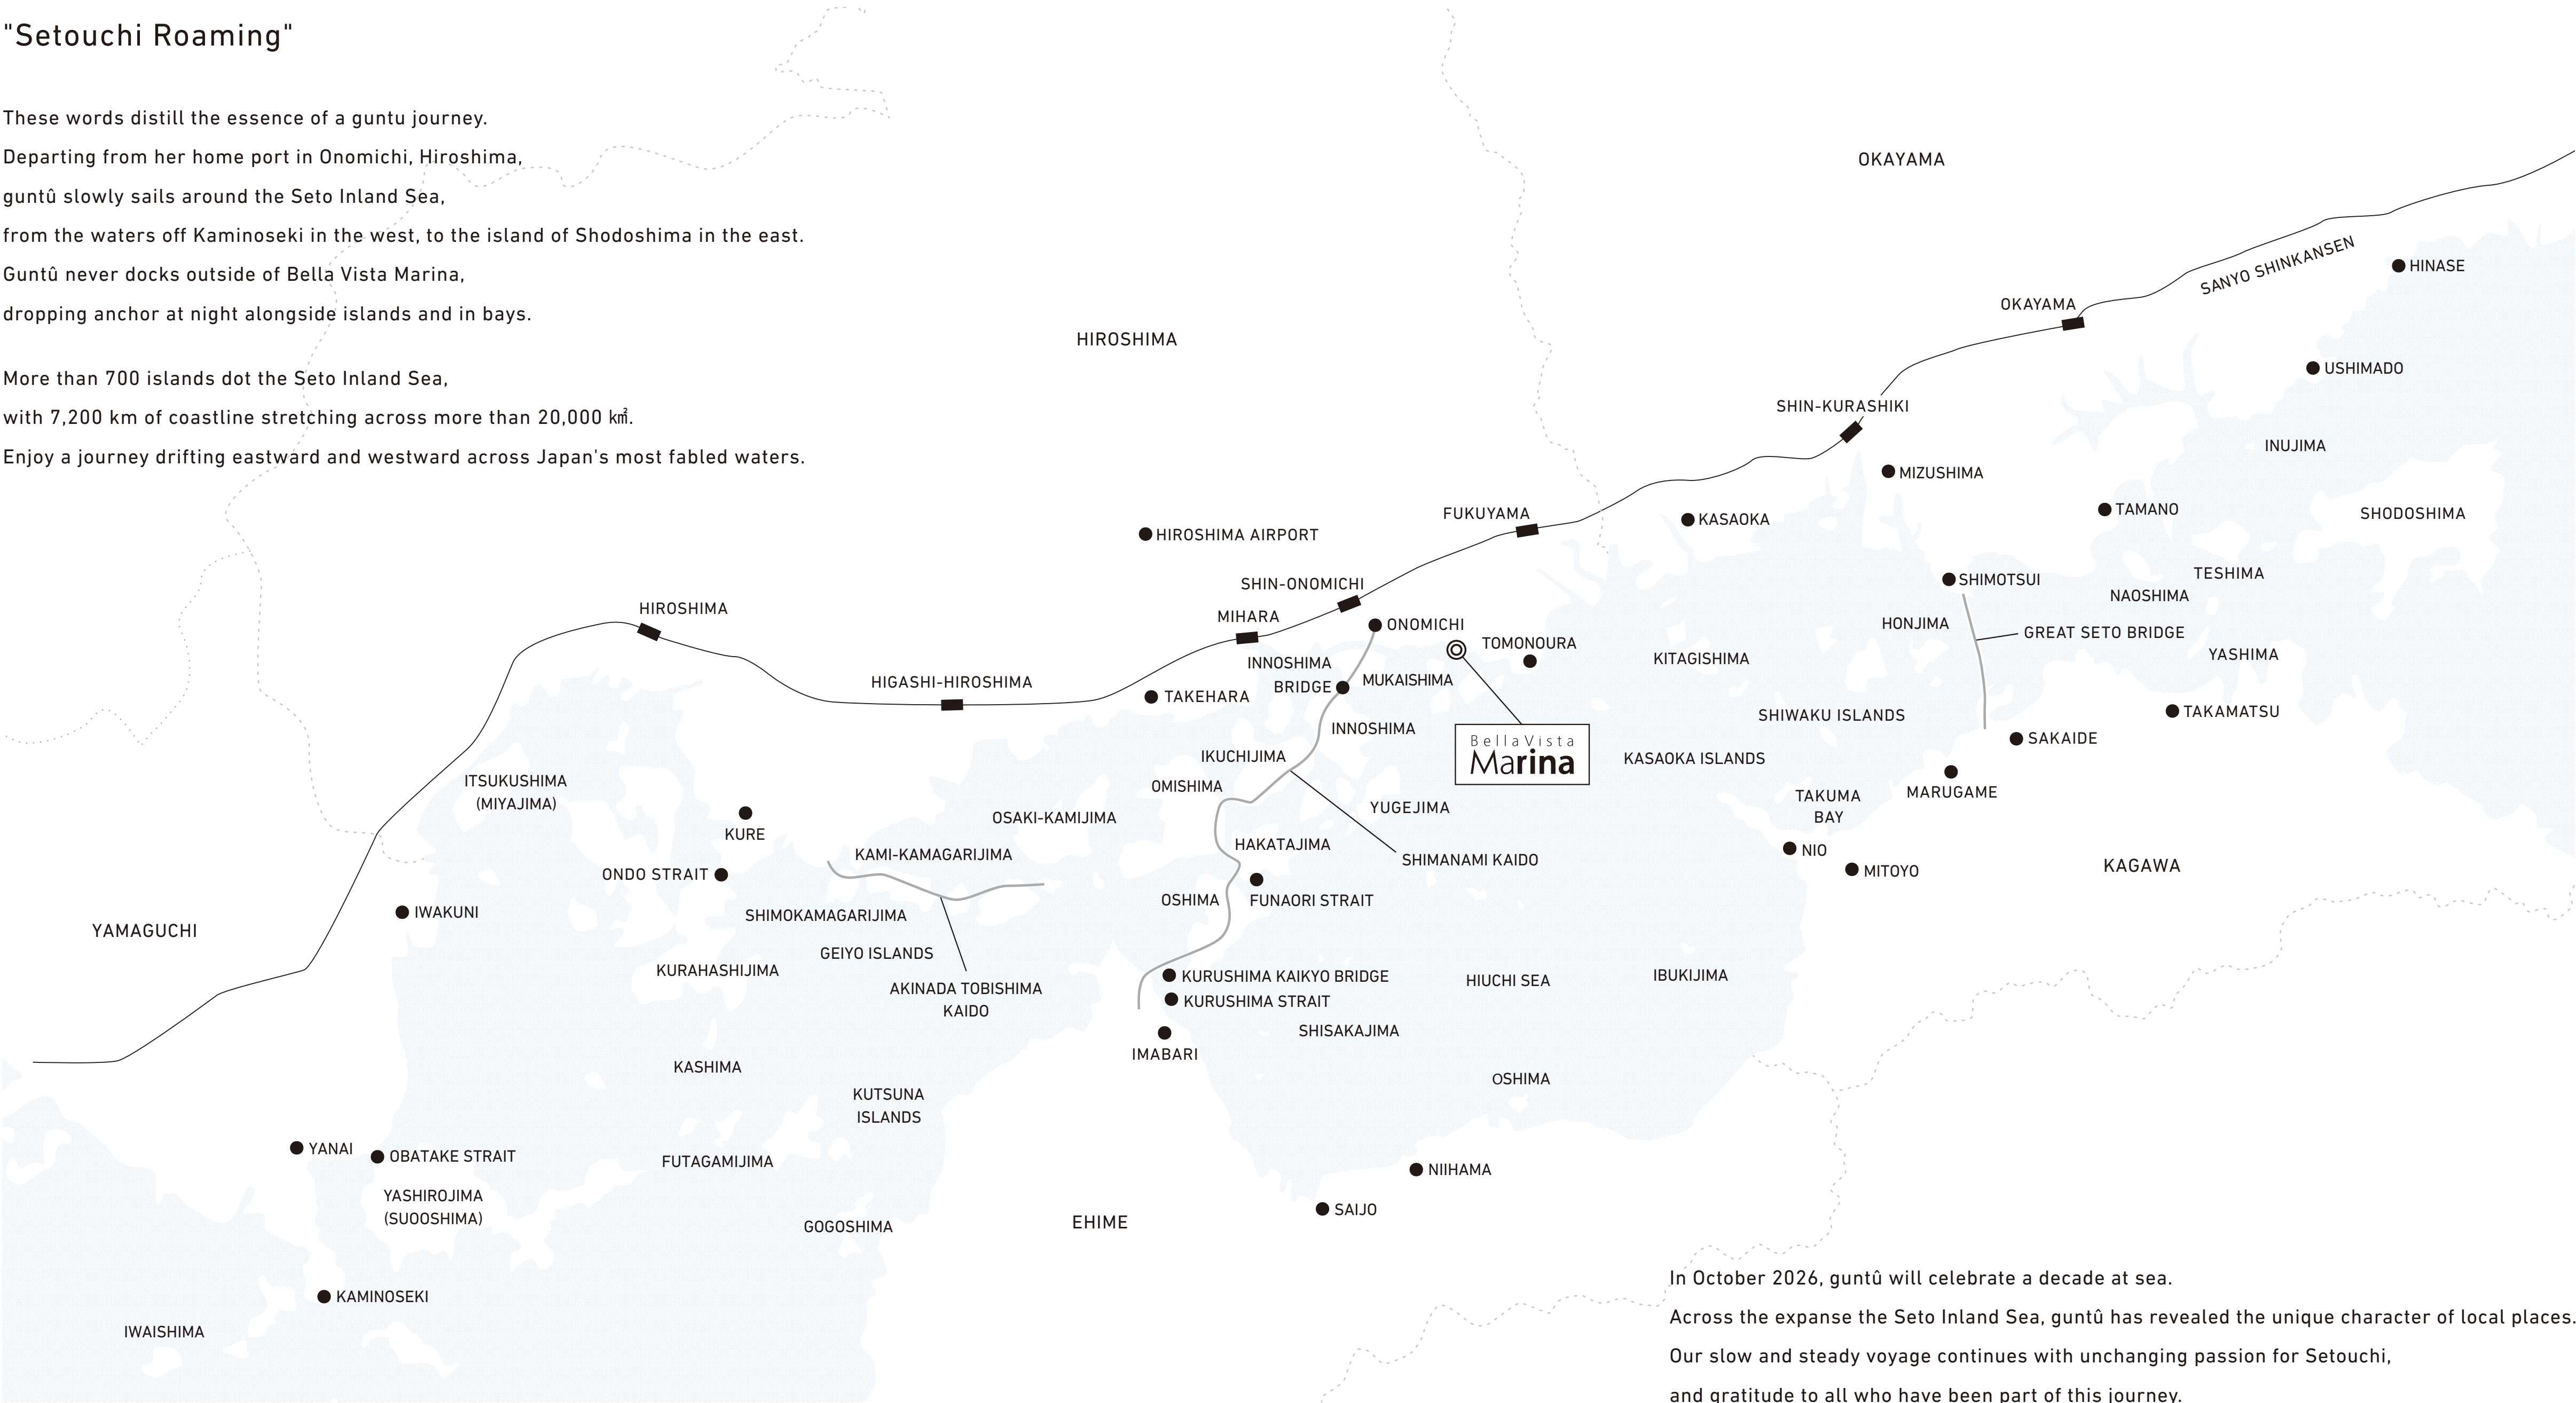 "Setouchi Roaming"
These words distill the essence of a guntu journey.
Departing from her home port in Onomichi, Hiroshima,
guntû slowly sails around the Seto Inland Sea,
from the waters off Kaminoseki in the west, to the island of Shodoshima in the east.
Guntû never docks outside of Bella Vista Marina,
dropping anchor at night alongside islands and in bays.
More than 700 islands dot the Seto Inland Sea,
with 7,200 km of coastline stretching across more than 20,000 ㎢.
Enjoy a journey drifting eastward and westward across Japan's most fabled waters.
OKAYAMA
SANYO SHINKANSEN
HINASE
OKAYAMA
HIROSHIMA
USHIMADO
SHIN-KURASHIKI
INUJIMA
MIZUSHIMA
TAMANO
SHODOSHIMA
FUKUYAMA
KASAOKA
HIROSHIMA AIRPORT
SHIN-ONOMICHI
TESHIMA
SHIMOTSUI
NAOSHIMA
HIROSHIMA
MIHARA
ONOMICHI
HONJIMA
GREAT SETO BRIDGE
TOMONOURA
YASHIMA
KITAGISHIMA
INNOSHIMA
BRIDGE
MUKAISHIMA
HIGASHI-HIROSHIMA
TAKEHARA
SHIWAKU ISLANDS
TAKAMATSU
INNOSHIMA
SAKAIDE
BellaVista
Marina
IKUCHIJIMA
KASAOKA ISLANDS
ITSUKUSHIMA
(MIYAJIMA)
OMISHIMA
MARUGAME
TAKUMA
BAY
YUGEJIMA
OSAKI-KAMIJIMA
KURE
HAKATAJIMA
NIO
KAMI-KAMAGARIJIMA
SHIMANAMI KAIDO
KAGAWA
MITOYO
ONDO STRAIT
OSHIMA
FUNAORI STRAIT
IWAKUNI
SHIMOKAMAGARIJIMA
YAMAGUCHI
GEIYO ISLANDS
KURAHASHIJIMA
KURUSHIMA KAIKYO BRIDGE
HIUCHI SEA
IBUKIJIMA
AKINADA TOBISHIMA
KAIDO
KURUSHIMA STRAIT
SHISAKAJIMA
IMABARI
KASHIMA
OSHIMA
KUTSUNA
ISLANDS
YANAI
OBATAKE STRAIT
FUTAGAMIJIMA
NIIHAMA
YASHIROJIMA
(SUOOSHIMA)
SAIJO
GOGOSHIMA
EHIME
KAMINOSEKI
IWAISHIMA
In October 2026, guntû will celebrate a decade at sea.
Across the expanse the Seto Inland Sea, guntû has revealed the unique character of local places.
Our slow and steady voyage continues with unchanging passion for Setouchi,
and gratitude to all who have been part of this journey.